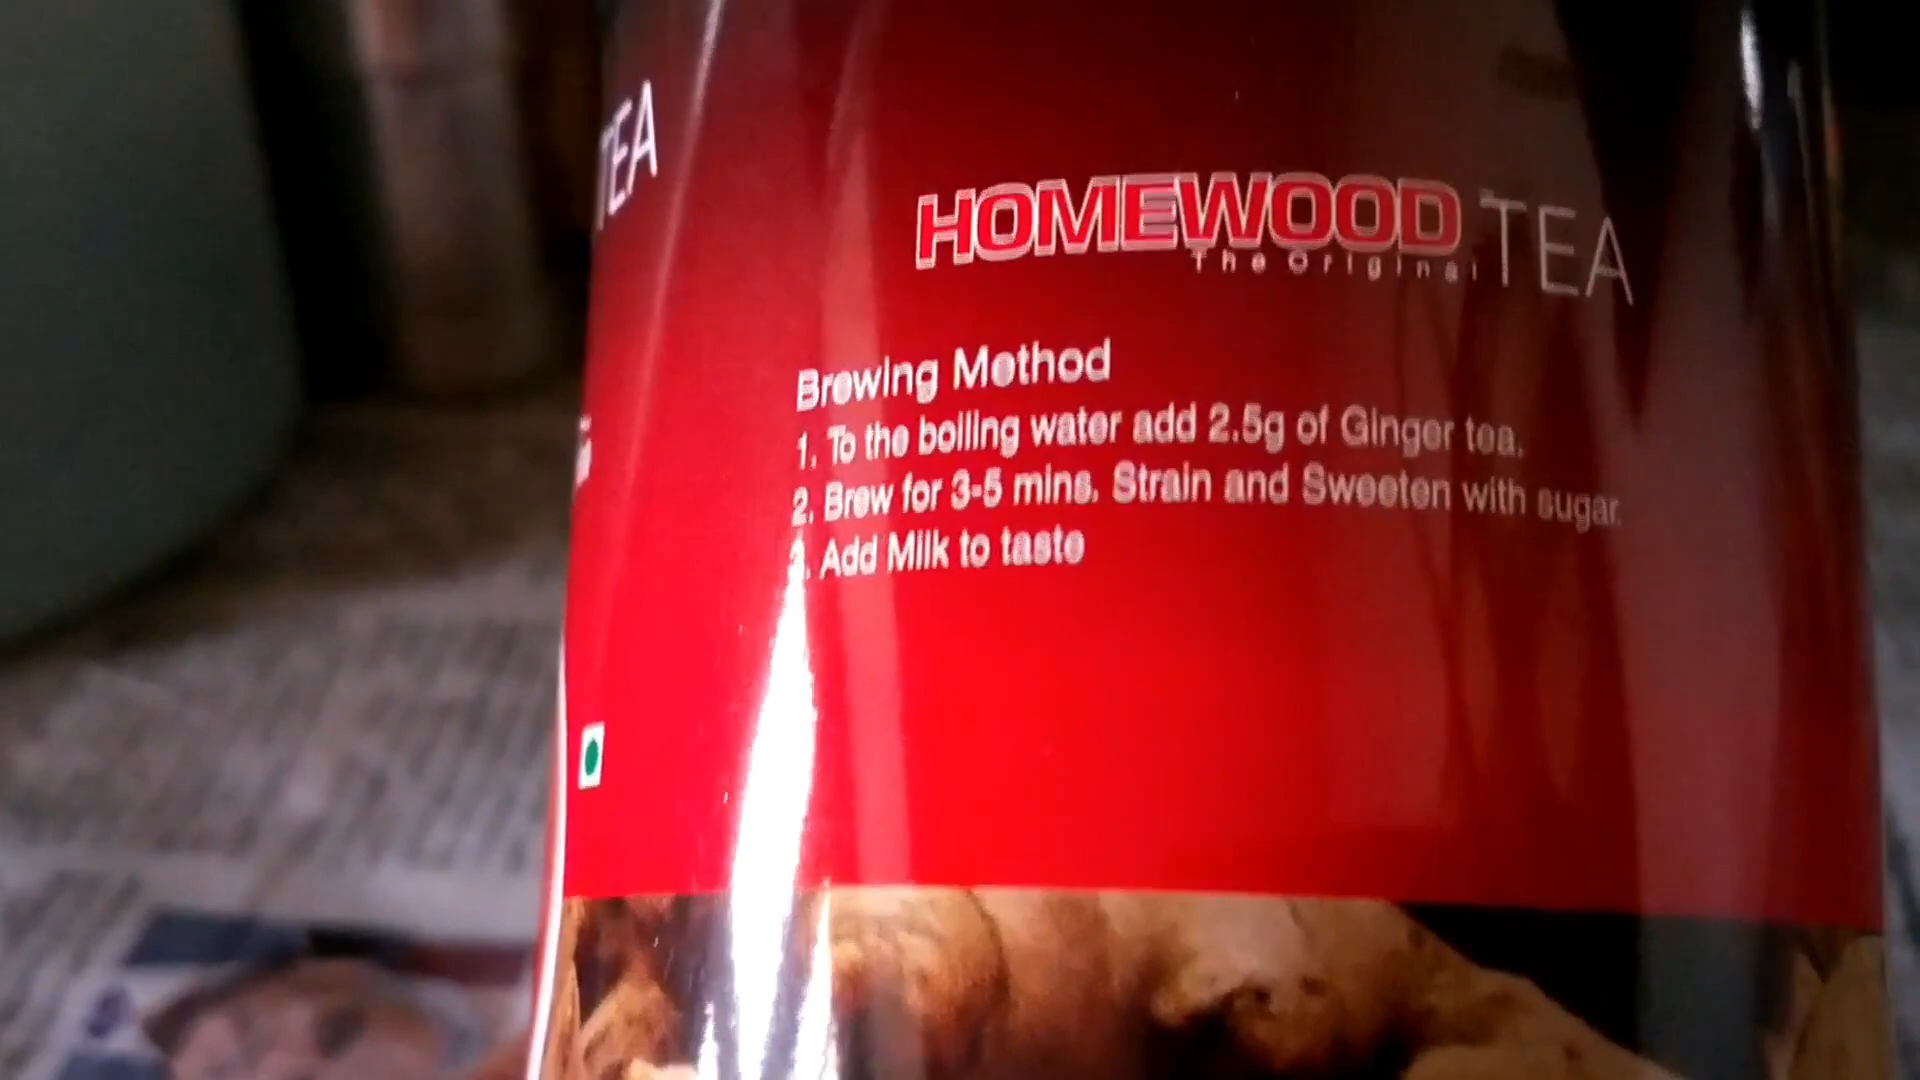 TEA
HOMEWOOD TEA
The Original
Brewing Method
1. To the boiling water add 2.5g of Ginger tea.
2. Brew for 3-5 mins. Strain and Sweeten with sugar.
3. Add Milk to taste